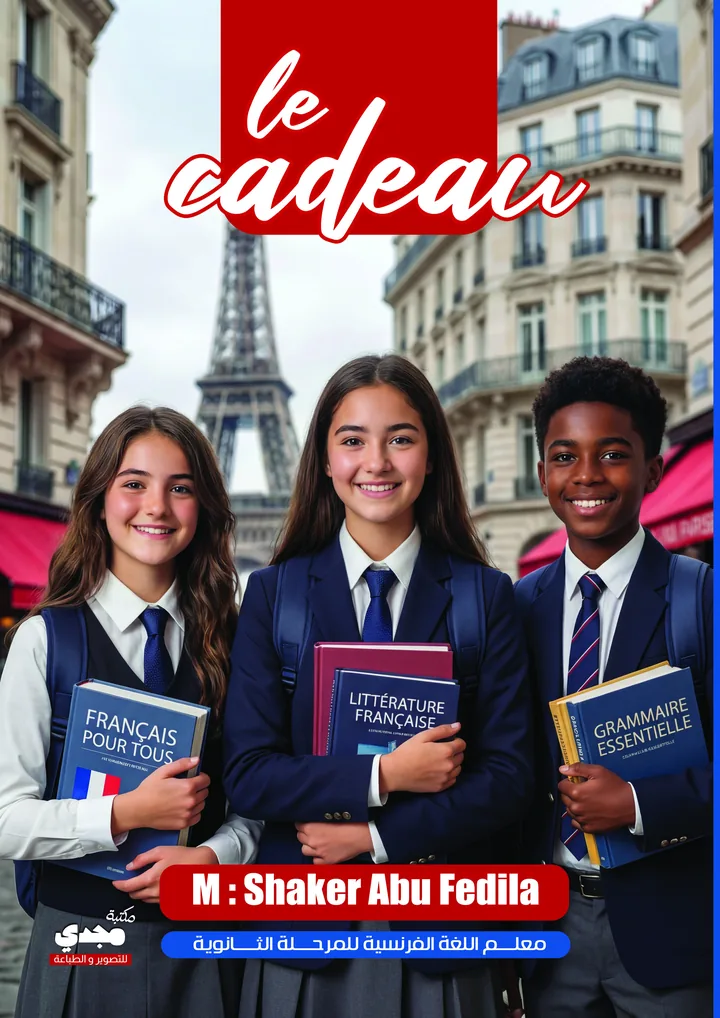 le
cadeau
FRANÇAIS
POUR TOUS
LITTÉRATURE
FRANÇAISE
GRAMMAIRE
ESSENTIELLE
M : Shaker Abu Fedila
معلم اللغة الفرنسية للمرحلة الثانوية
مكتبة
مجدي
للتصوير و الطباعة